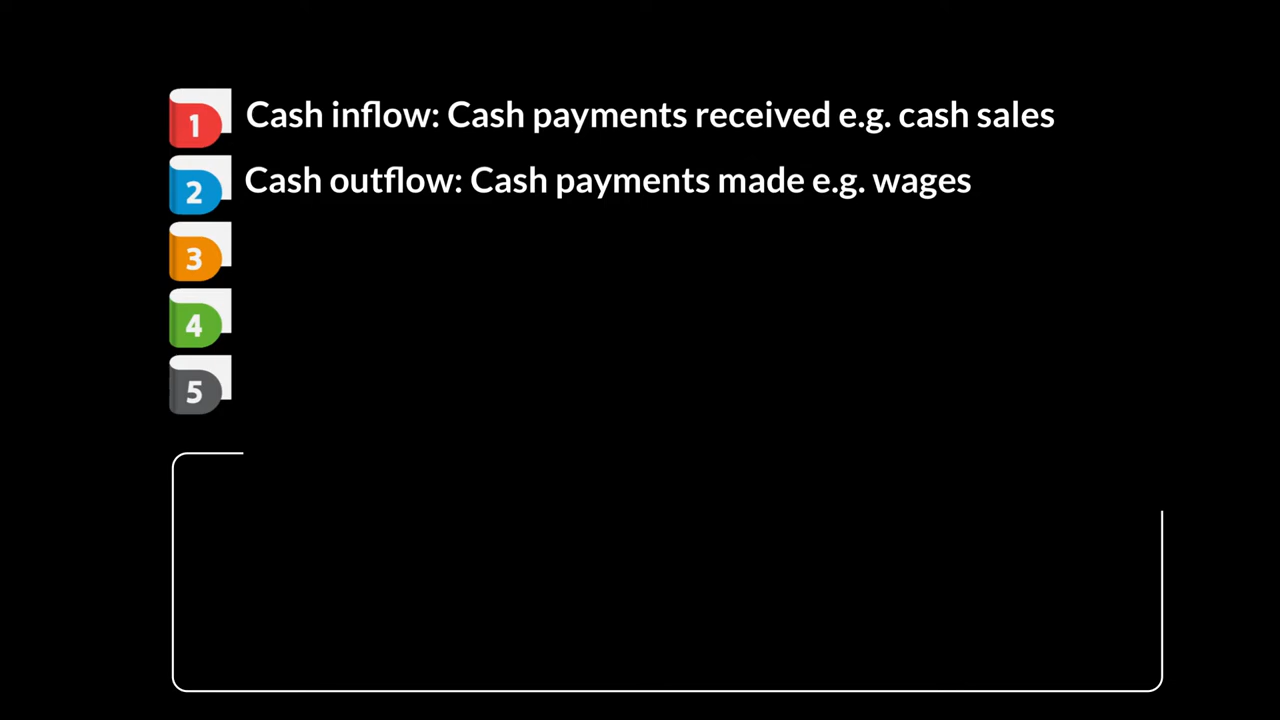 1 Cash inflow: Cash payments received e.g. cash sales
2 Cash outflow: Cash payments made e.g. wages
3
4
5